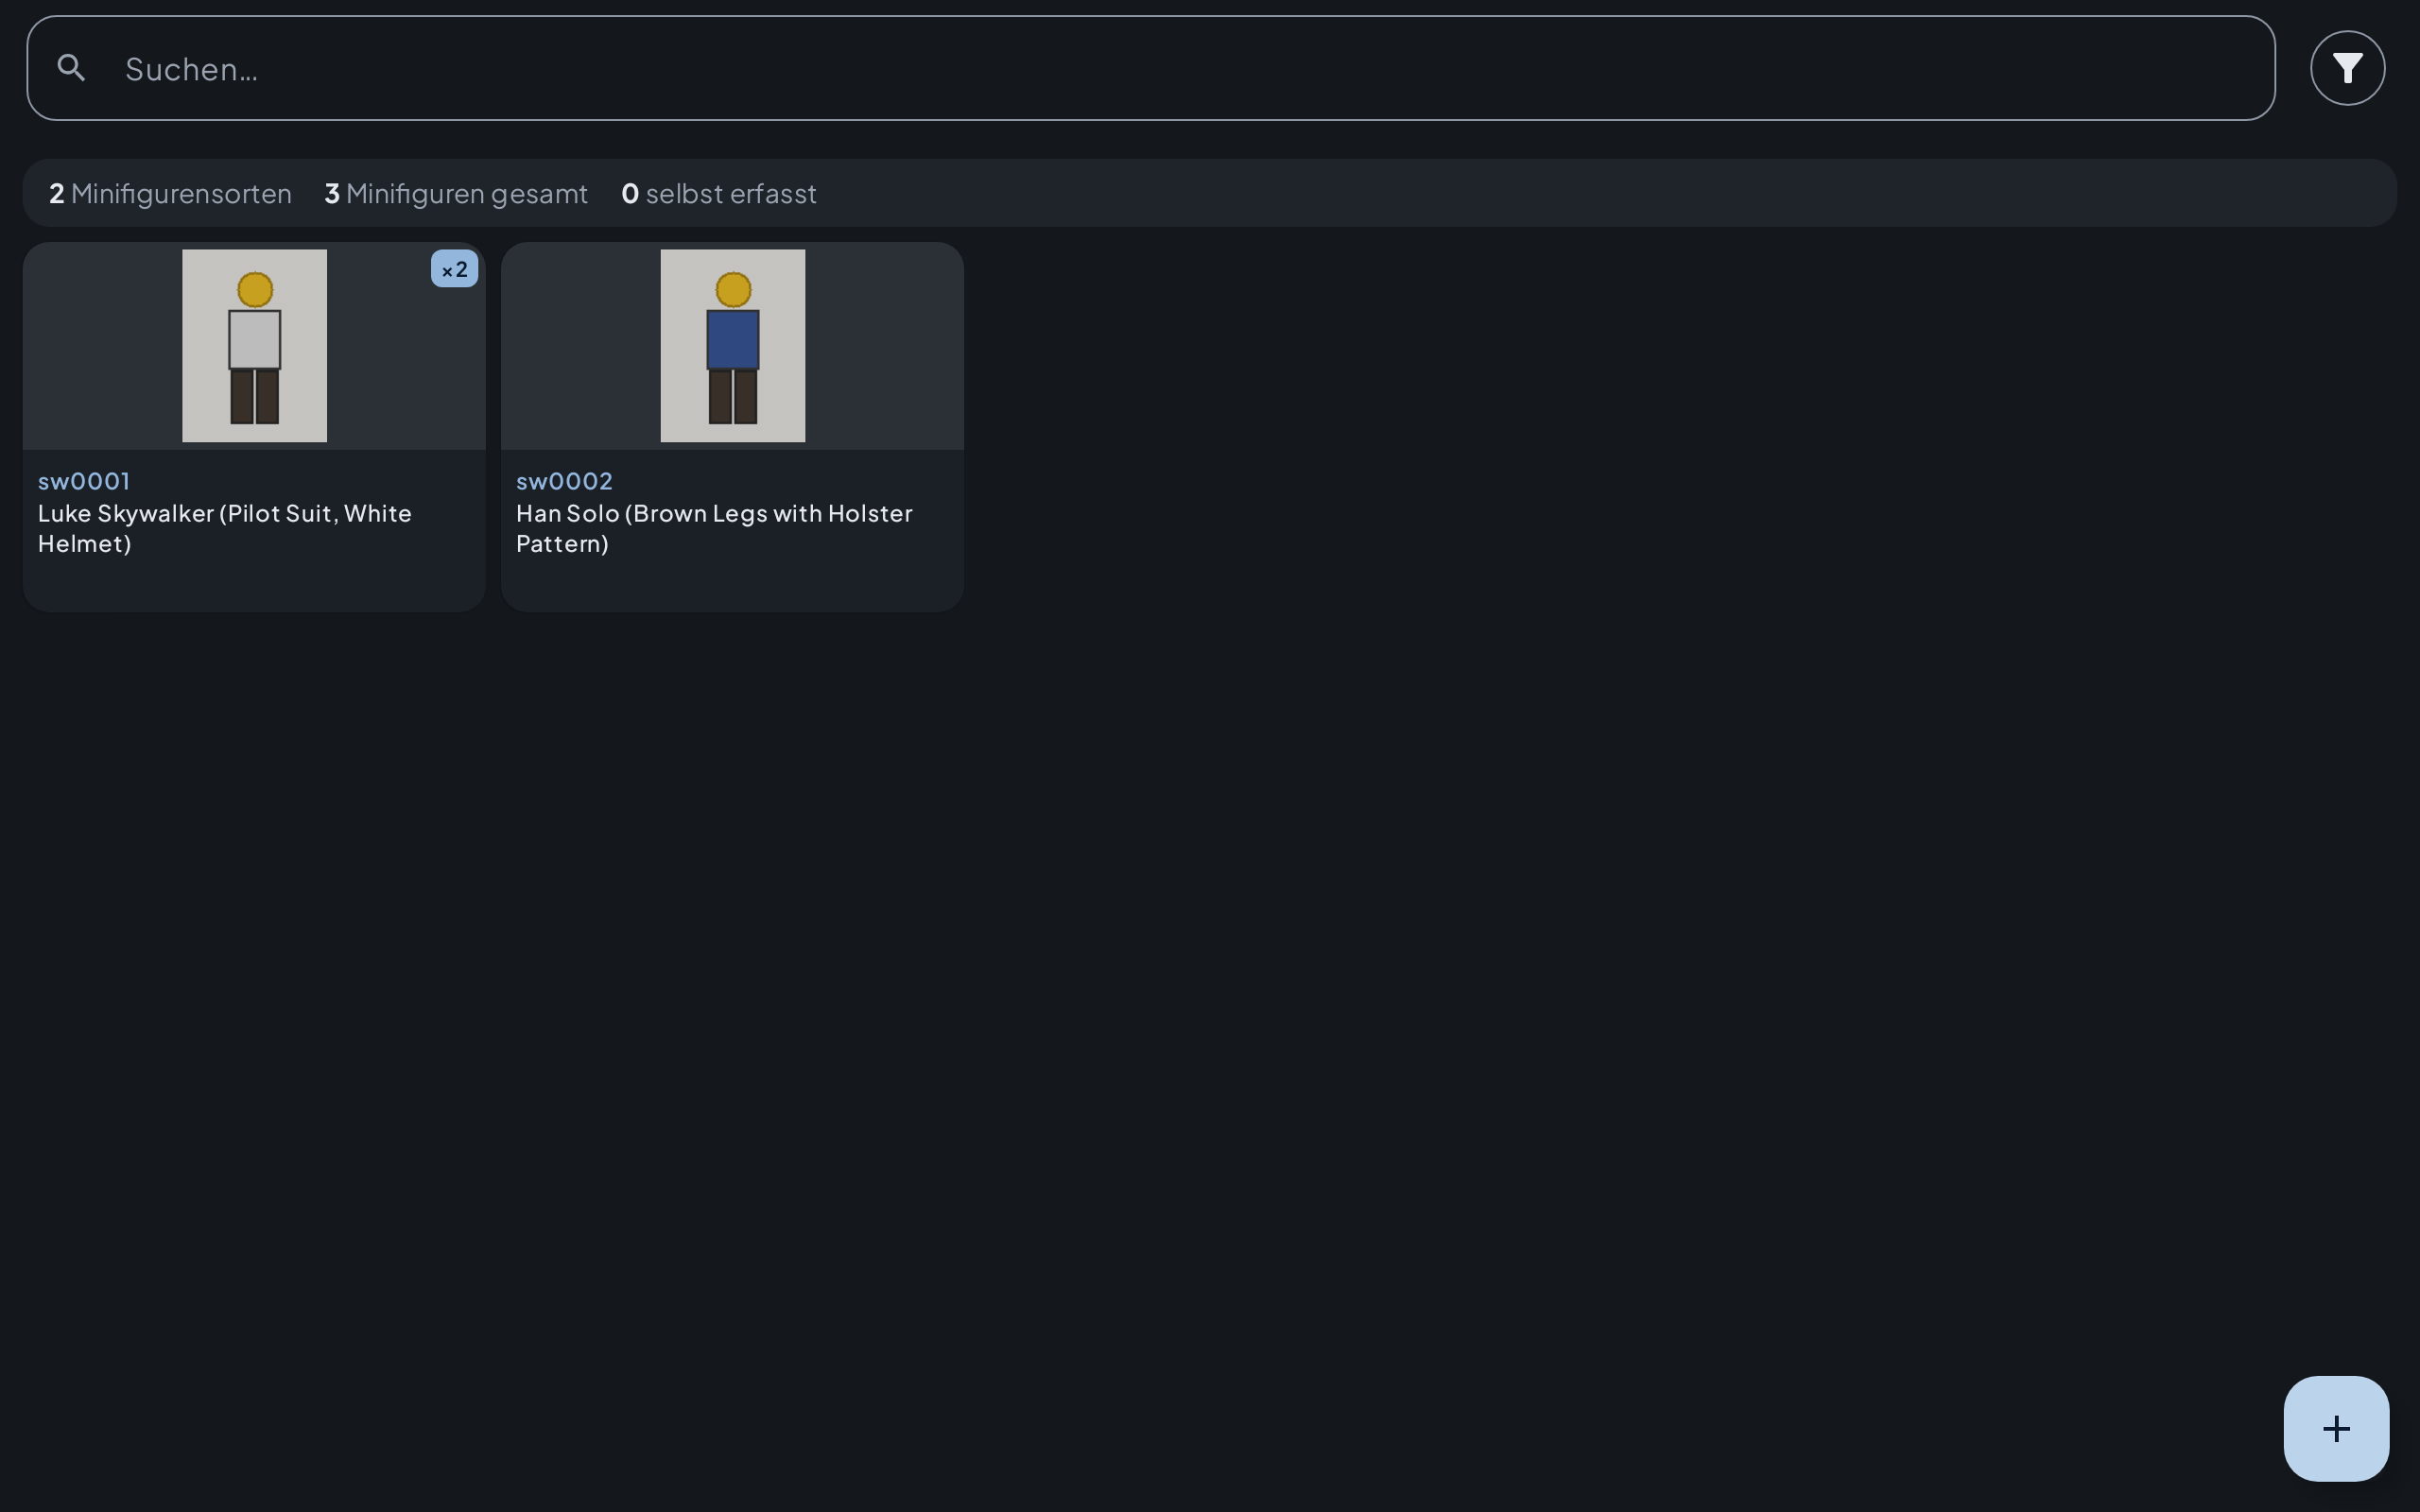 Suchen…
2 Minifigurensorten 3 Minifiguren gesamt 0 selbst erfasst
×2
sw0001
Luke Skywalker (Pilot Suit, White
Helmet)
sw0002
Han Solo (Brown Legs with Holster
Pattern)